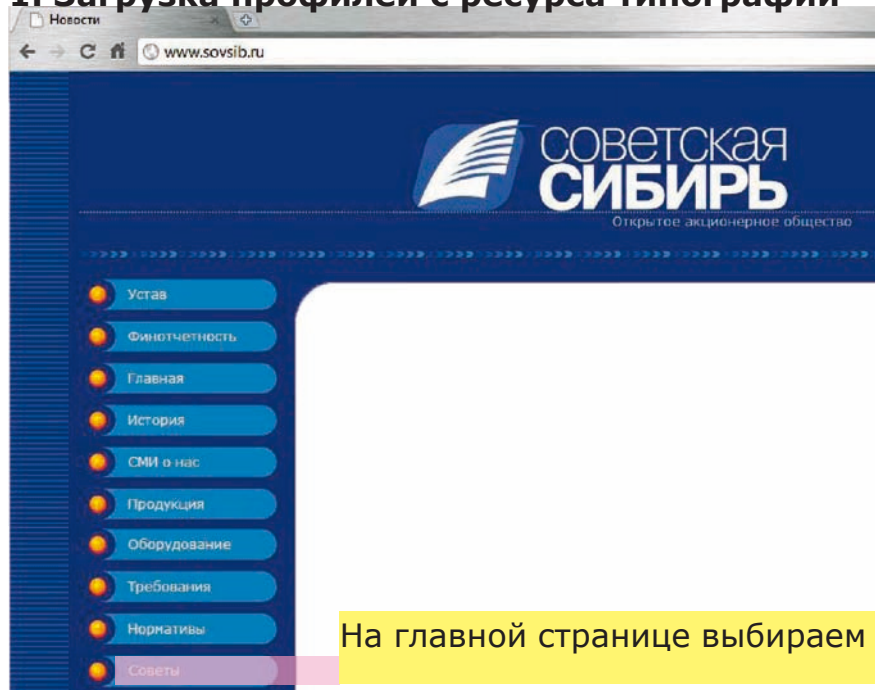 1. Загрузка профилей с ресурса типографии
Новости
www.sovsib.ru
СОВЕТСКАЯ
СИБИРЬ
Открытое акционерное общество
Устав
Финотчетность
Главная
История
СМИ о нас
Продукция
Оборудование
Требования
Нормативы
Советы
На главной странице выбираем